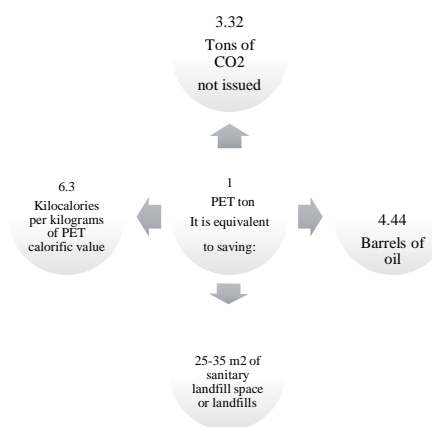 3.32
Tons of
CO2
not issued
6.3
Kilocalories
per kilograms
of PET
calorific value
1
PET ton
It is equivalent
to saving:
4.44
Barrels of
oil
25-35 m2 of
sanitary
landfill space
or landfills